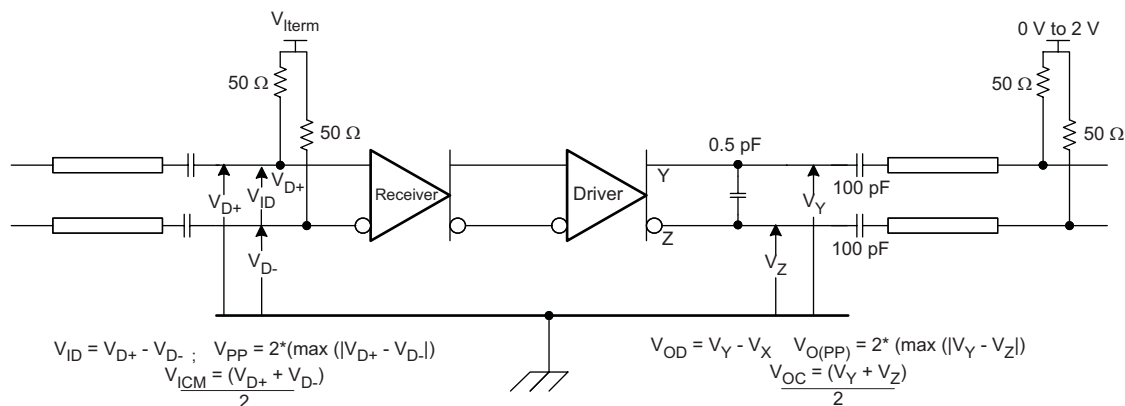 V_Iterm
0 V to 2 V
50 Ω
50 Ω
50 Ω
50 Ω
0.5 pF
V_D+
V_ID
V_D+
Receiver
Driver
Y
Z
100 pF
V_Y
V_D-
V_Z
100 pF
V_ID = V_D+ - V_D- ; V_PP = 2*(max (|V_D+ - V_D-|)
V_ICM = (V_D+ + V_D-)
2
V_OD = V_Y - V_X V_O(PP) = 2* (max (|V_Y - V_Z|)
V_OC = (V_Y + V_Z)
2